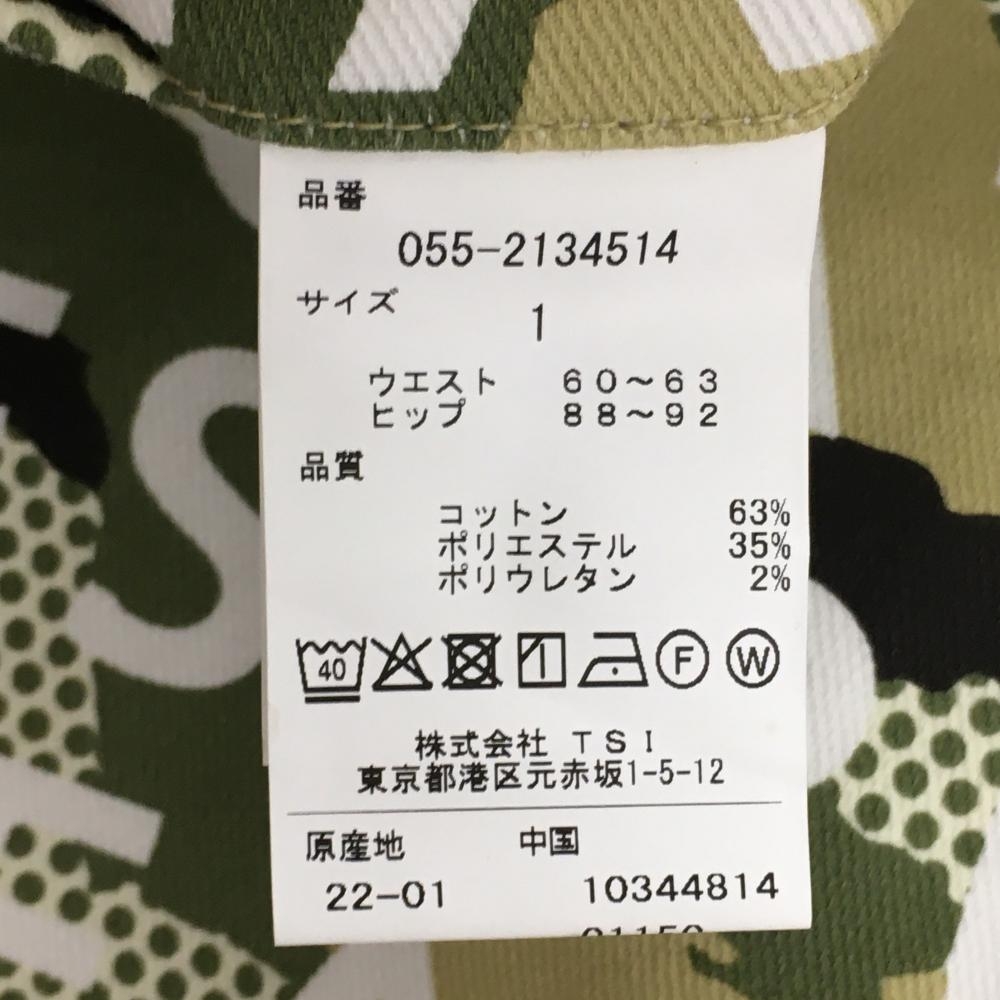 品番
055-2134514
サイズ
1
ウエスト 60～63
ヒップ 88～92
品質
コットン 63%
ポリエステル 35%
ポリウレタン 2%
40 F W
株式会社 TSI
東京都港区元赤坂1-5-12
原産地 中国
22-01 10344814